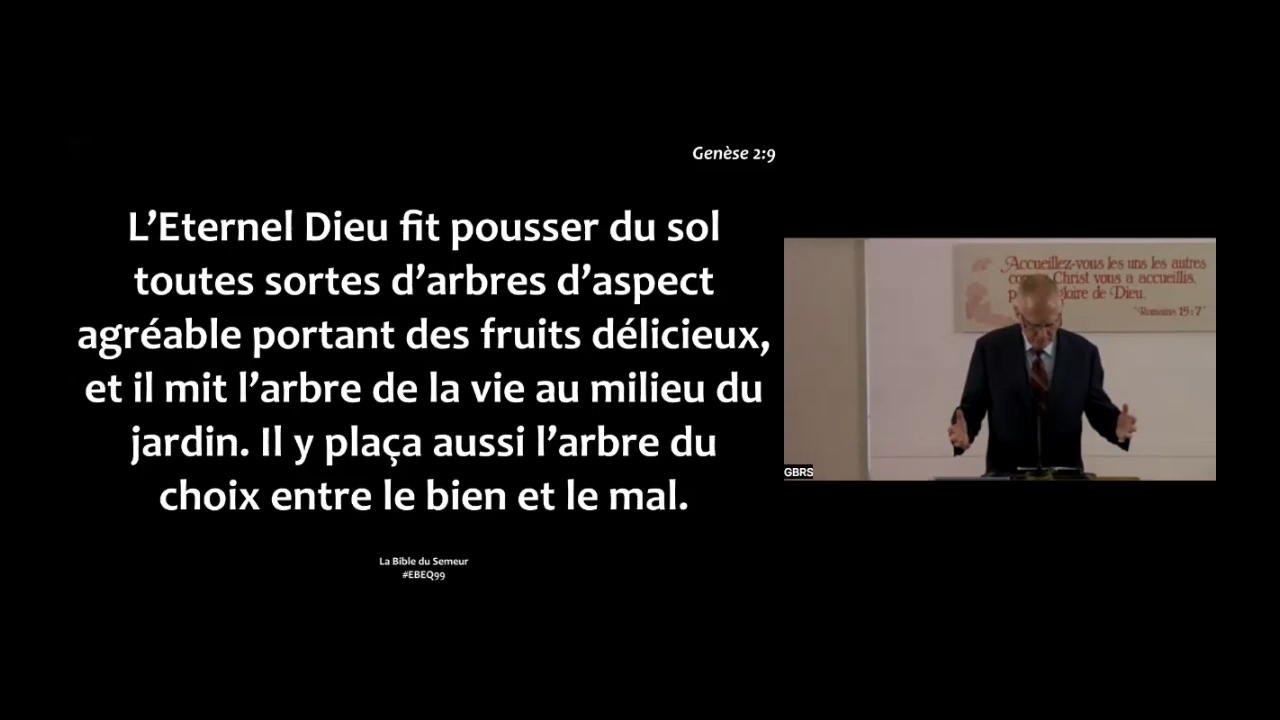 Genèse 2:9
L’Eternel Dieu fit pousser du sol
toutes sortes d’arbres d’aspect
agréable portant des fruits délicieux,
et il mit l’arbre de la vie au milieu du
jardin. Il y plaça aussi l’arbre du
choix entre le bien et le mal.
La Bible du Semeur
#EBEQ99
Accueillez-vous les uns les autres
Christ vous a accueillis,
de Dieu.
Romains 15:7
GBRS